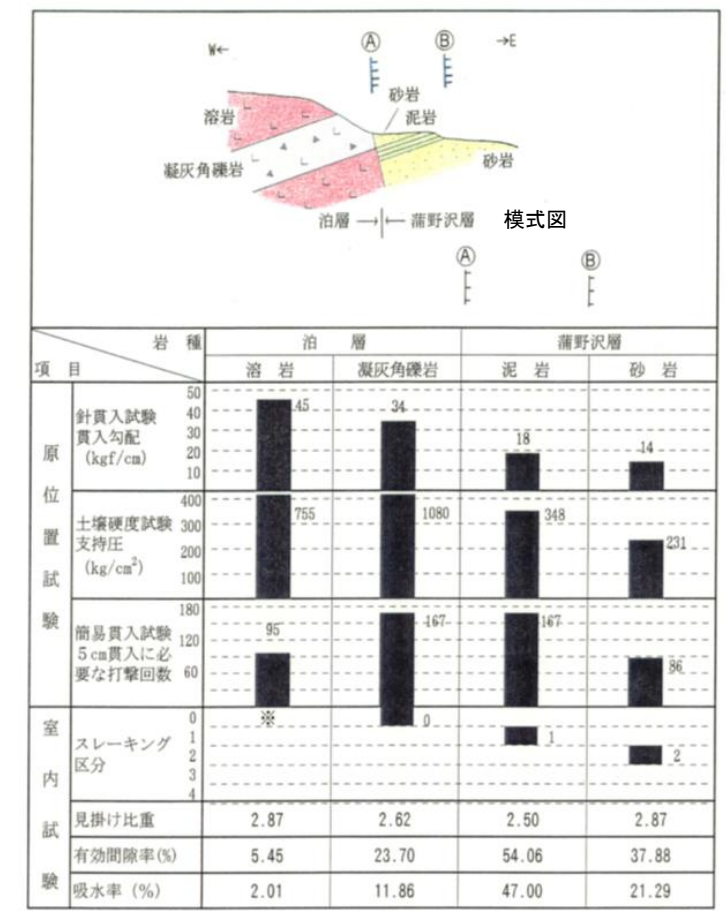 W←
Ⓐ
Ⓑ
→E
砂岩
溶岩
泥岩
凝灰角礫岩
砂岩
泊層
蒲野沢層
模式図
Ⓐ
Ⓑ
岩 種
泊 層
蒲野沢層
項 目
溶 岩
凝灰角礫岩
泥 岩
砂 岩
原位置試験
針貫入試験
貫入勾配
(kgf/cm)
50
40
30
20
10
45
34
18
14
土壌硬度試験
支持圧
(kg/cm²)
400
300
200
100
755
1080
348
231
簡易貫入試験
5cm貫入に必
要な打撃回数
180
120
60
95
167
167
86
室内試験
スレーキング
区分
0
1
2
3
4
※
0
1
2
見掛け比重 2.87 2.62 2.50 2.87
有効間隙率(%) 5.45 23.70 54.06 37.88
吸水率 (%) 2.01 11.86 47.00 21.29